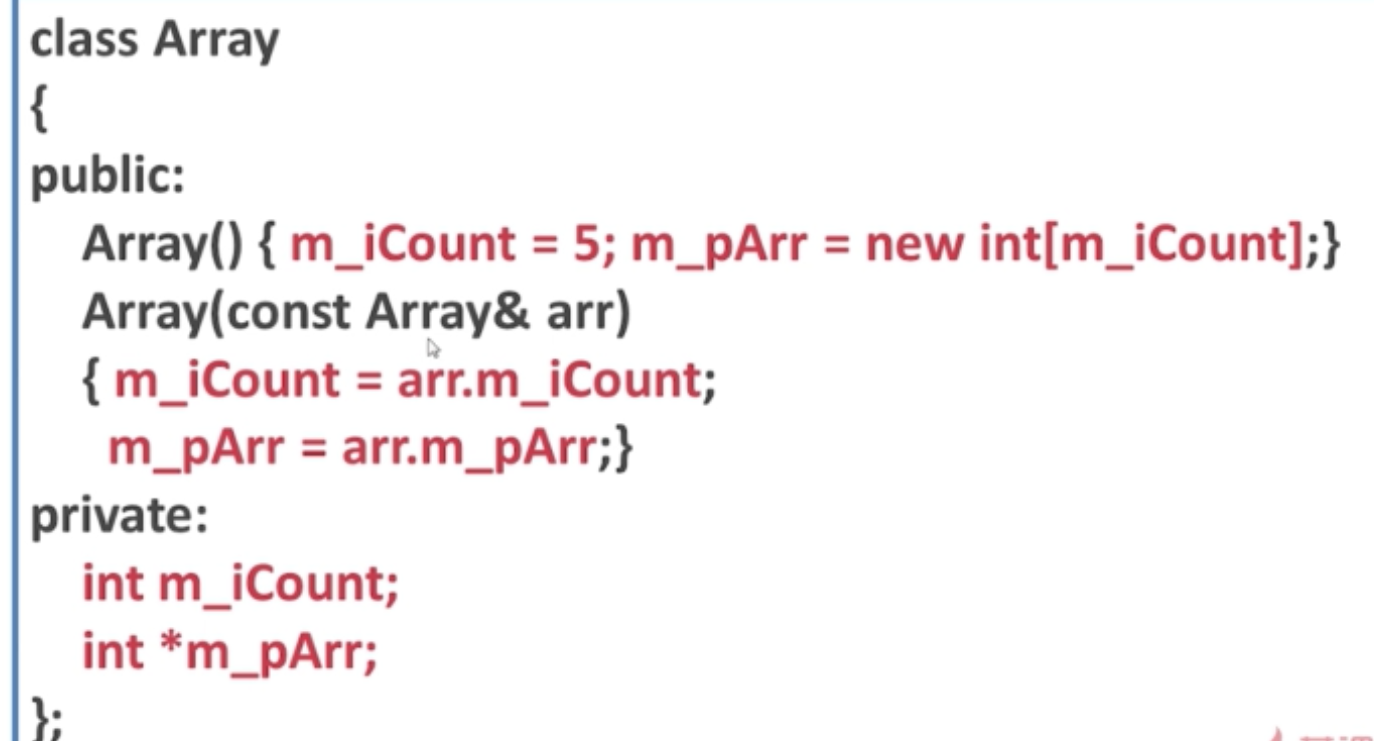 class Array
{
public:
Array() { m_iCount = 5; m_pArr = new int[m_iCount];}
Array(const Array& arr)
{ m_iCount = arr.m_iCount;
m_pArr = arr.m_pArr;}
private:
int m_iCount;
int *m_pArr;
};